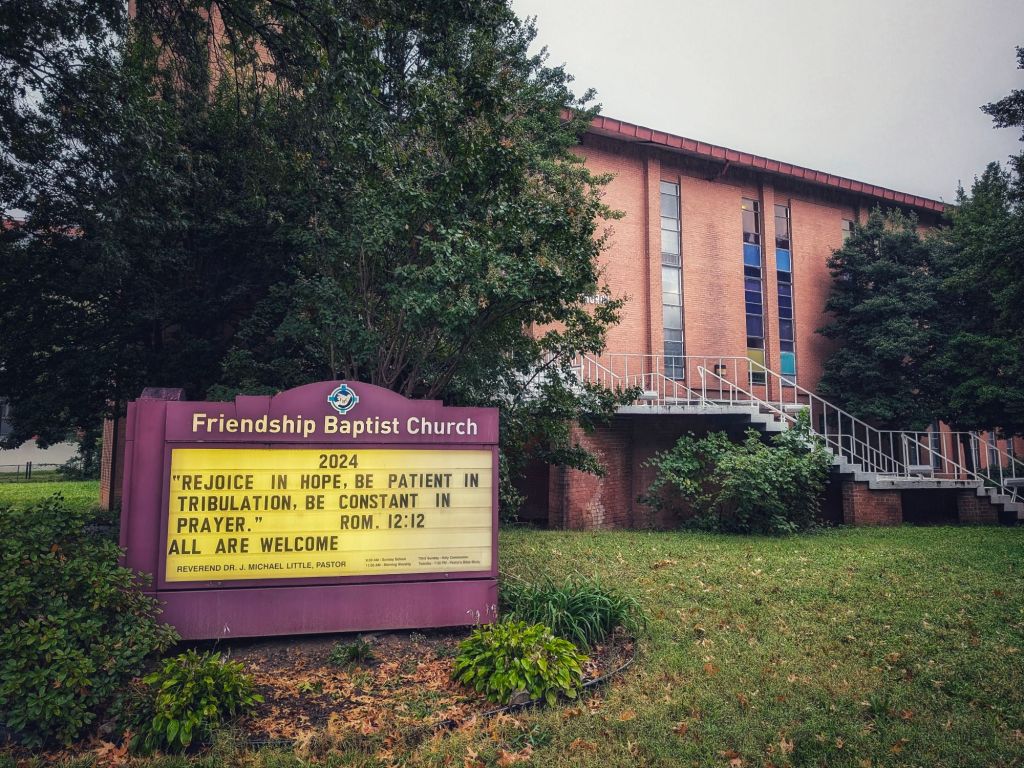 Friendship Baptist Church
2024
"REJOICE IN HOPE, BE PATIENT IN
TRIBULATION, BE CONSTANT IN
PRAYER." ROM. 12:12
ALL ARE WELCOME
REVEREND DR. J. MICHAEL LITTLE, PASTOR